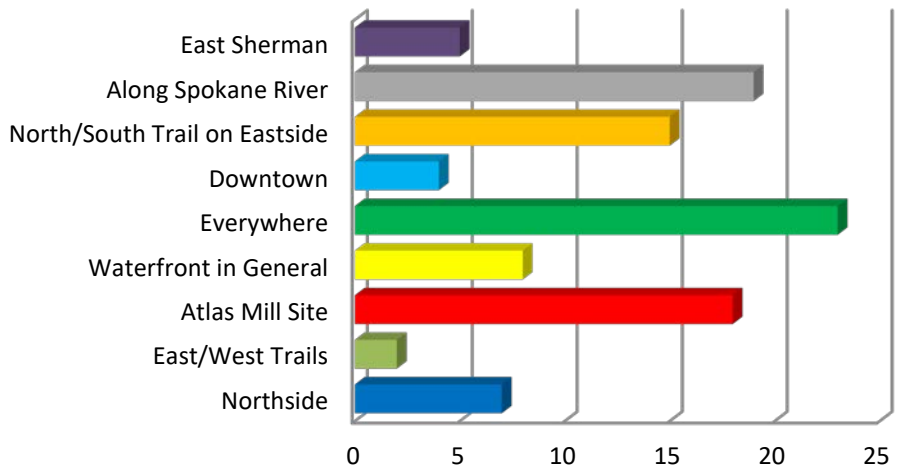 East Sherman
Along Spokane River
North/South Trail on Eastside
Downtown
Everywhere
Waterfront in General
Atlas Mill Site
East/West Trails
Northside
0 5 10 15 20 25